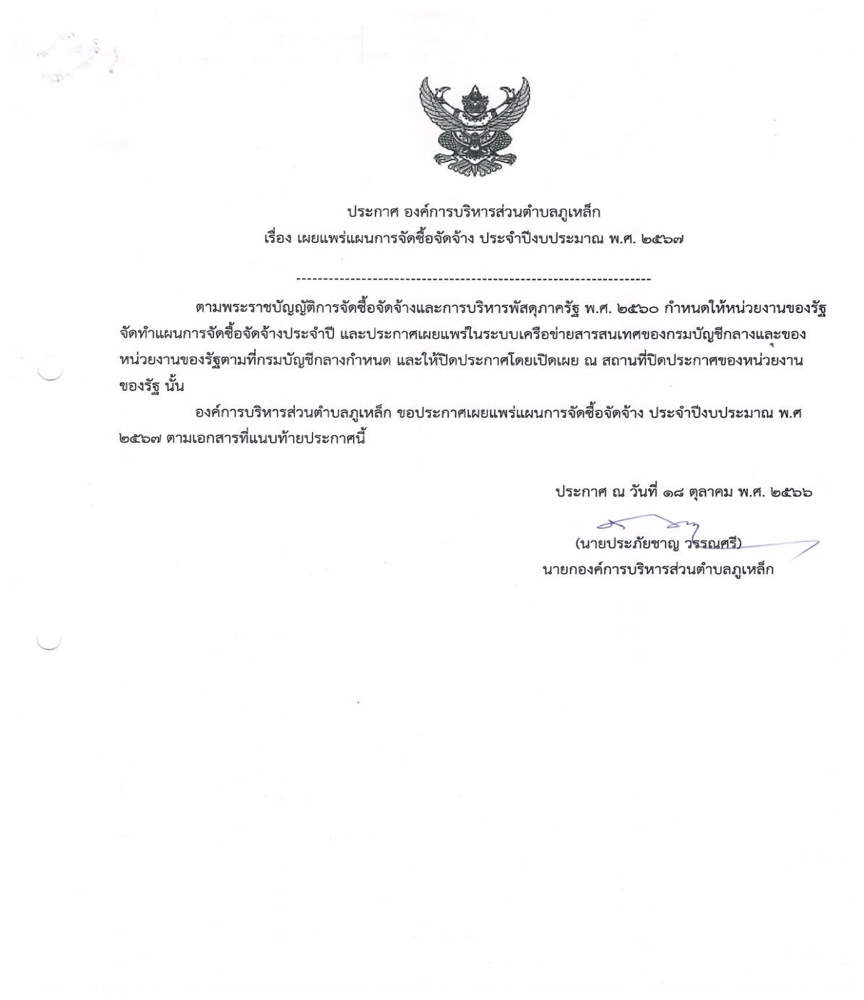 ประกาศ องค์การบริหารส่วนตำบลภูเหล็ก
เรื่อง เผยแพร่แผนการจัดซื้อจัดจ้าง ประจำปีงบประมาณ พ.ศ. ๒๕๖๗
-----------------------------------------------------------------
ตามพระราชบัญญัติการจัดซื้อจัดจ้างและการบริหารพัสดุภาครัฐ พ.ศ. ๒๕๖๐ กำหนดให้หน่วยงานของรัฐ
จัดทำแผนการจัดซื้อจัดจ้างประจำปี และประกาศเผยแพร่ในระบบเครือข่ายสารสนเทศของกรมบัญชีกลางและของ
หน่วยงานของรัฐตามที่กรมบัญชีกลางกำหนด และให้ปิดประกาศโดยเปิดเผย ณ สถานที่ปิดประกาศของหน่วยงาน
ของรัฐ นั้น
องค์การบริหารส่วนตำบลภูเหล็ก ขอประกาศเผยแพร่แผนการจัดซื้อจัดจ้าง ประจำปีงบประมาณ พ.ศ
๒๕๖๗ ตามเอกสารที่แนบท้ายประกาศนี้
ประกาศ ณ วันที่ ๑๘ ตุลาคม พ.ศ. ๒๕๖๖
(นายประภัยชาญ วรรณศรี)
นายกองค์การบริหารส่วนตำบลภูเหล็ก